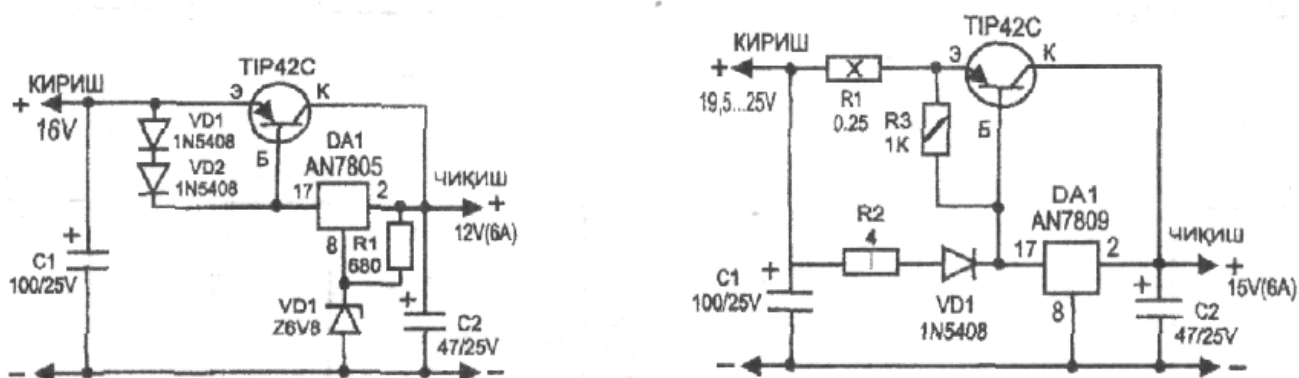 КИРИШ
+
16V
TIP42C
Э
К
Б
VD1
1N5408
VD2
1N5408
DA1
AN7805
17
2
8
R1
680
ЧИҚИШ
+
12V(6A)
+
C1
100/25V
VD1
Z6V8
+
C2
47/25V
−
−
КИРИШ
+
19,5...25V
R1
0.25
TIP42C
Э
К
Б
R3
1K
R2
4
VD1
1N5408
DA1
AN7809
17
2
8
ЧИҚИШ
+
15V(6A)
+
C1
100/25V
+
C2
47/25V
−
−